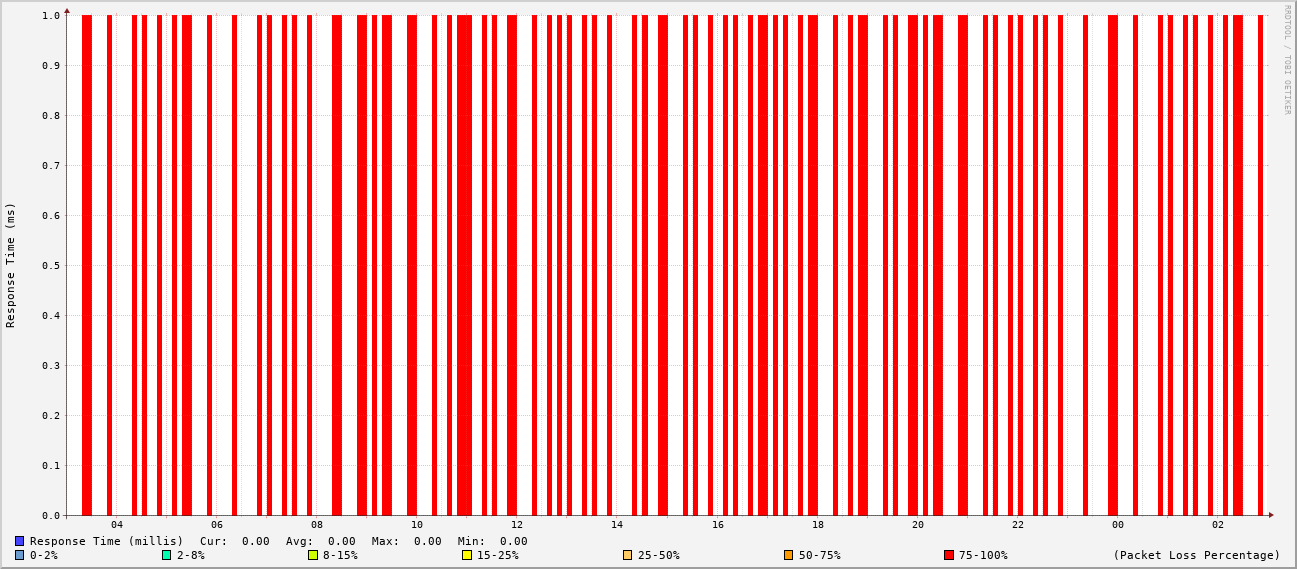 RRDTOOL / TOBI OETIKER
Response Time (ms)
1.0
0.9
0.8
0.7
0.6
0.5
0.4
0.3
0.2
0.1
0.0
04 06 08 10 12 14 16 18 20 22 00 02
Response Time (millis) Cur: 0.00 Avg: 0.00 Max: 0.00 Min: 0.00
0-2% 2-8% 8-15% 15-25% 25-50% 50-75% 75-100% (Packet Loss Percentage)